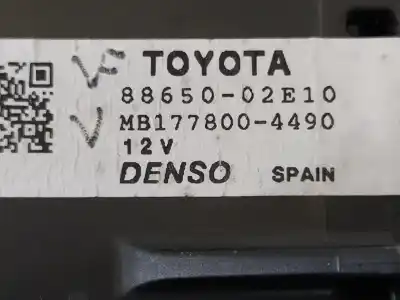 TOYOTA
88650-02E10
MB177800-4490
12V
DENSO SPAIN